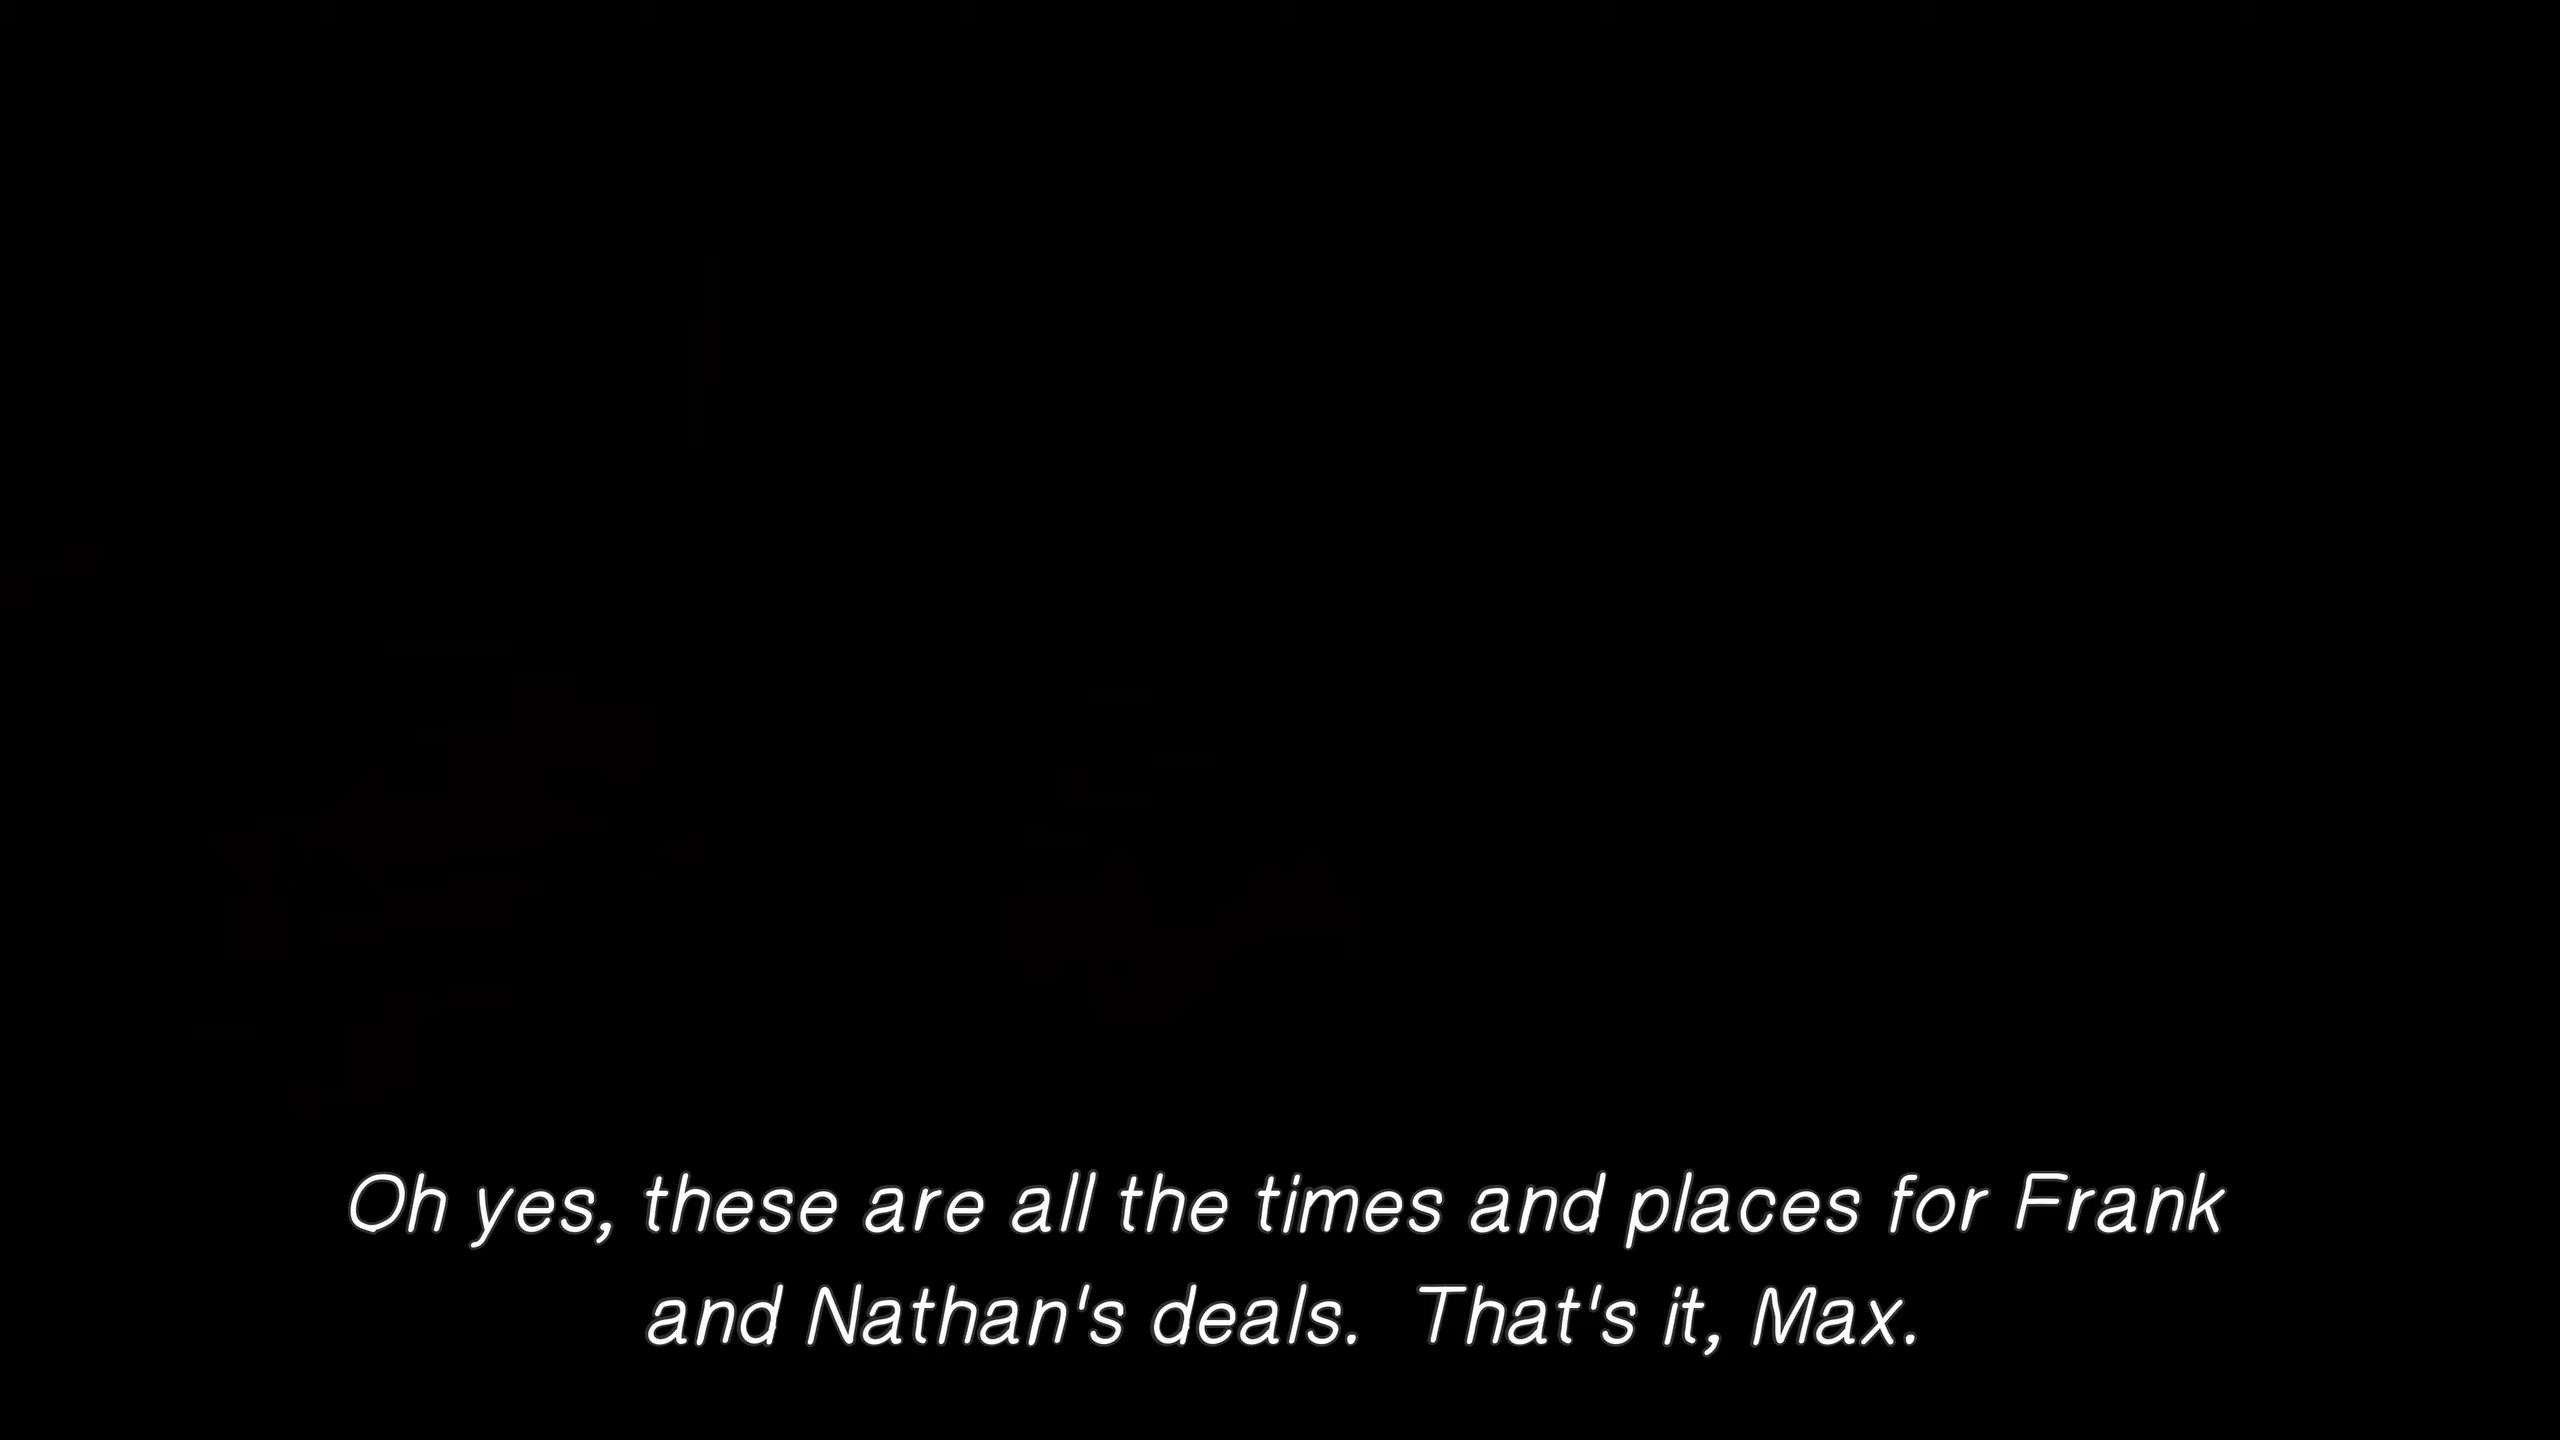 Oh yes, these are all the times and places for Frank
and Nathan's deals.  That's it, Max.